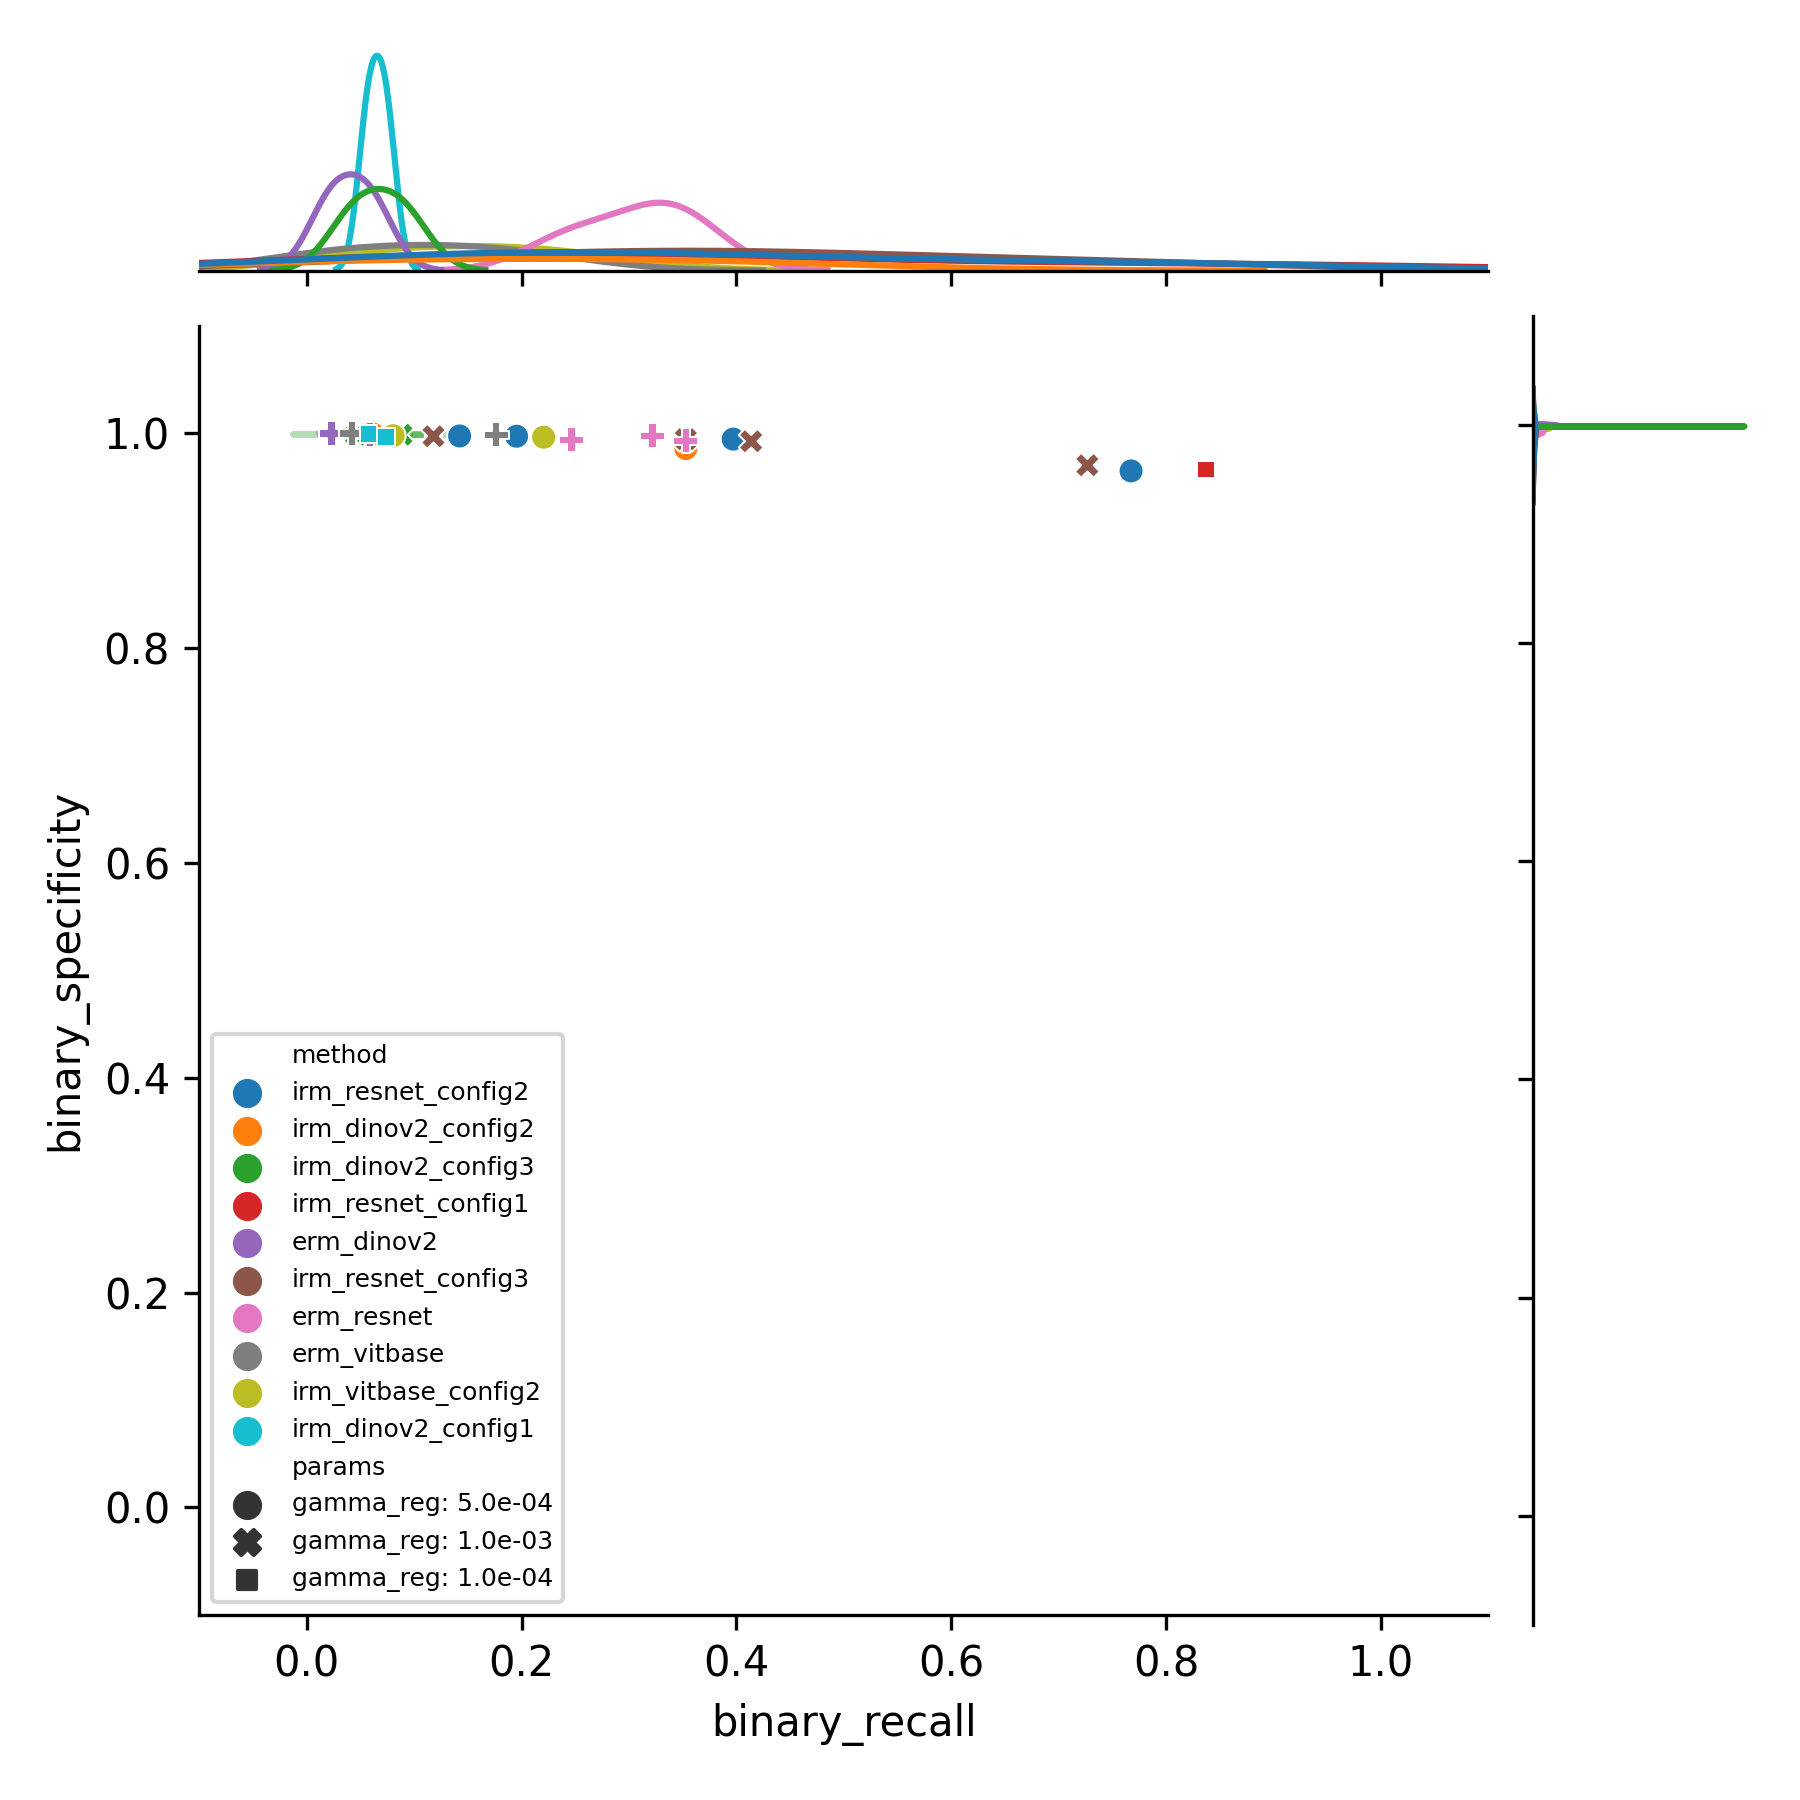 1.0
0.8
0.6
0.4
0.2
0.0
binary_specificity
method
irm_resnet_config2
irm_dinov2_config2
irm_dinov2_config3
irm_resnet_config1
erm_dinov2
irm_resnet_config3
erm_resnet
erm_vitbase
irm_vitbase_config2
irm_dinov2_config1
params
gamma_reg: 5.0e-04
gamma_reg: 1.0e-03
gamma_reg: 1.0e-04
0.0 0.2 0.4 0.6 0.8 1.0
binary_recall